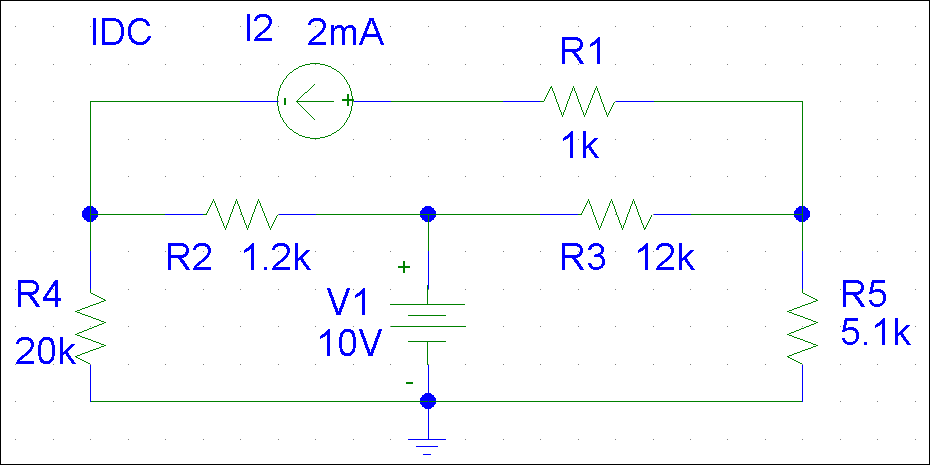 IDC I2 2mA
R1
- +
1k
R2 1.2k R3 12k
+
R4 V1 R5
20k 10V 5.1k
-